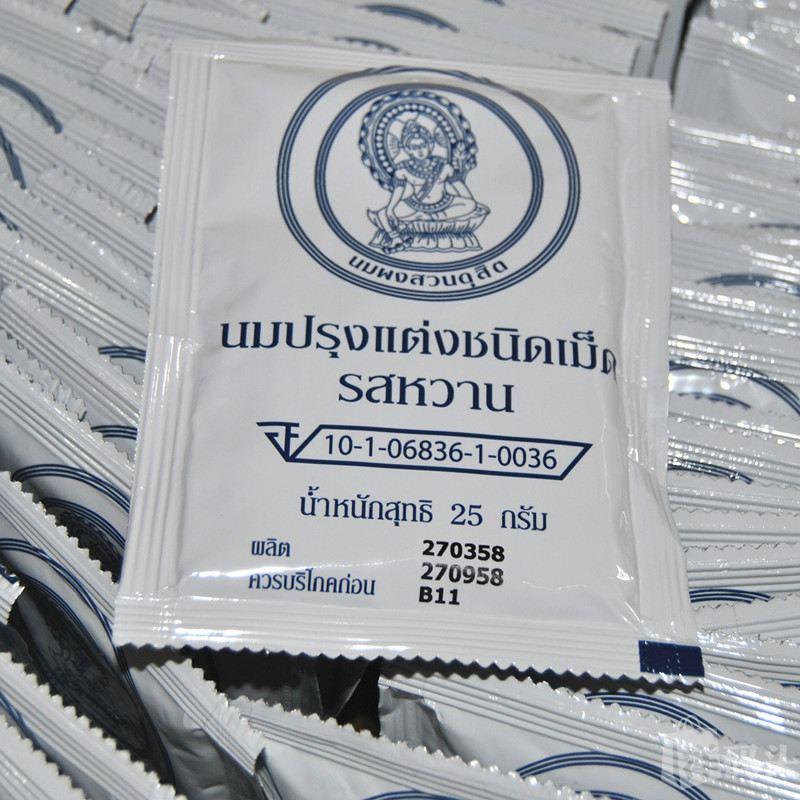 นมผงสวนดุสิต
นมปรุงแต่งชนิดเม็ด
รสหวาน
10-1-06836-1-0036
น้ำหนักสุทธิ 25 กรัม
ผลิต 270358
ควรบริโภคก่อน 270958
B11